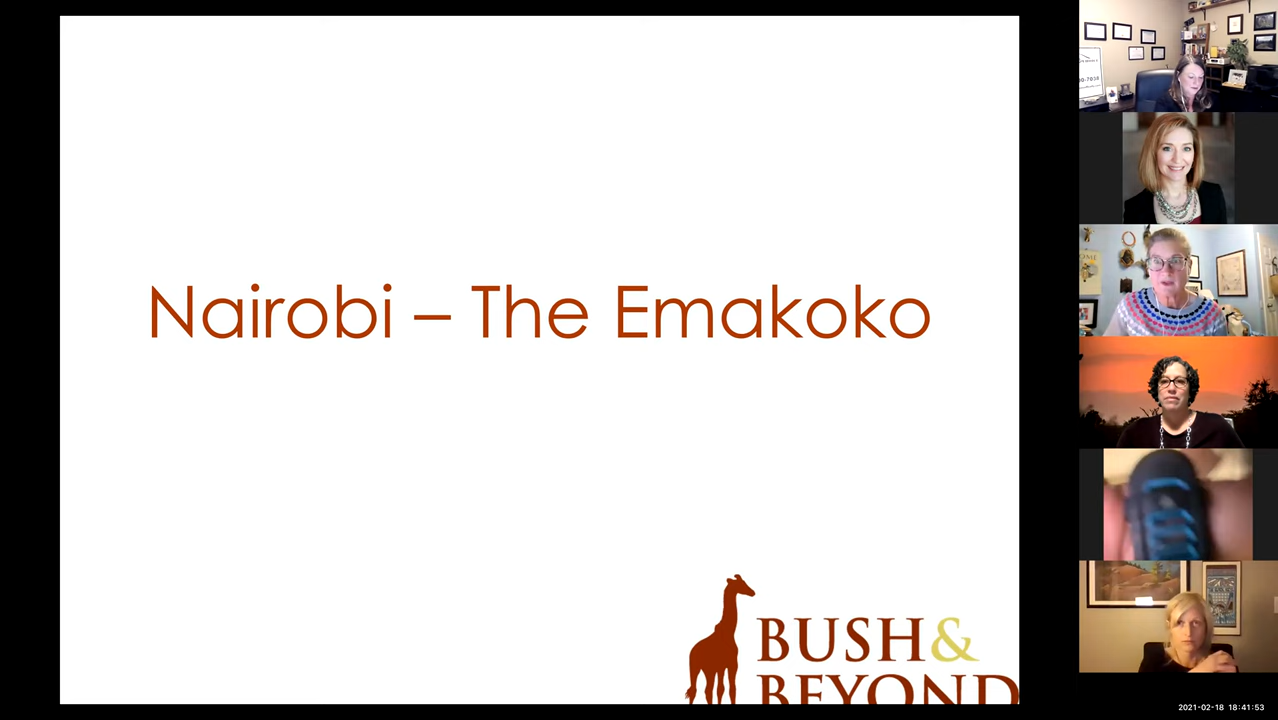 Nairobi – The Emakoko
BUSH&
BEYOND
2021-02-18 18:41:53